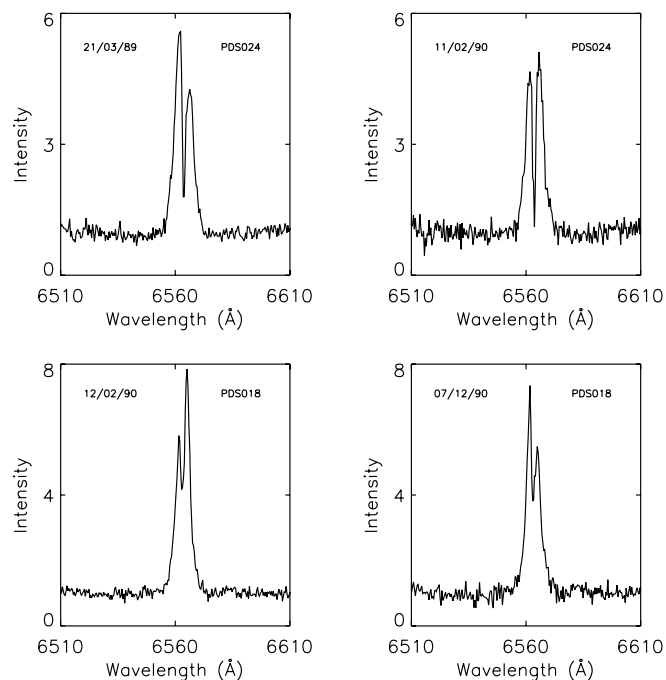 6
21/03/89 PDS024
3
Intensity
0
6510 6560 6610
Wavelength (Å)
6
11/02/90 PDS024
3
Intensity
0
6510 6560 6610
Wavelength (Å)
8
12/02/90 PDS018
4
Intensity
0
6510 6560 6610
Wavelength (Å)
8
07/12/90 PDS018
4
Intensity
0
6510 6560 6610
Wavelength (Å)